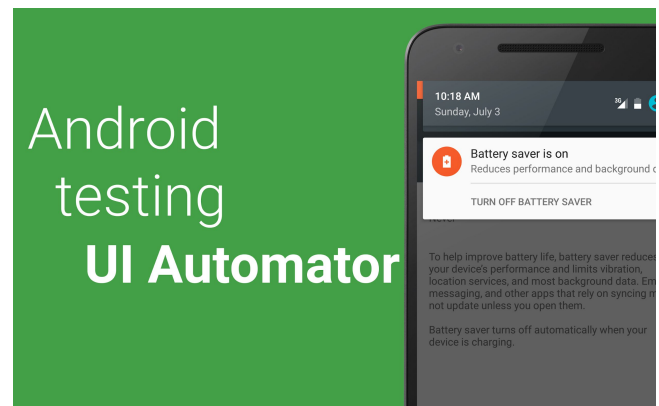 Android
testing
UI Automator
10:18 AM
Sunday, July 3
3G
Battery saver is on
Reduces performance and background
TURN OFF BATTERY SAVER
Never
To help improve battery life, battery saver reduces
your device's performance and limits vibration,
location services, and most background data. Em
messaging, and other apps that rely on syncing m
not update unless you open them.
Battery saver turns off automatically when your
device is charging.